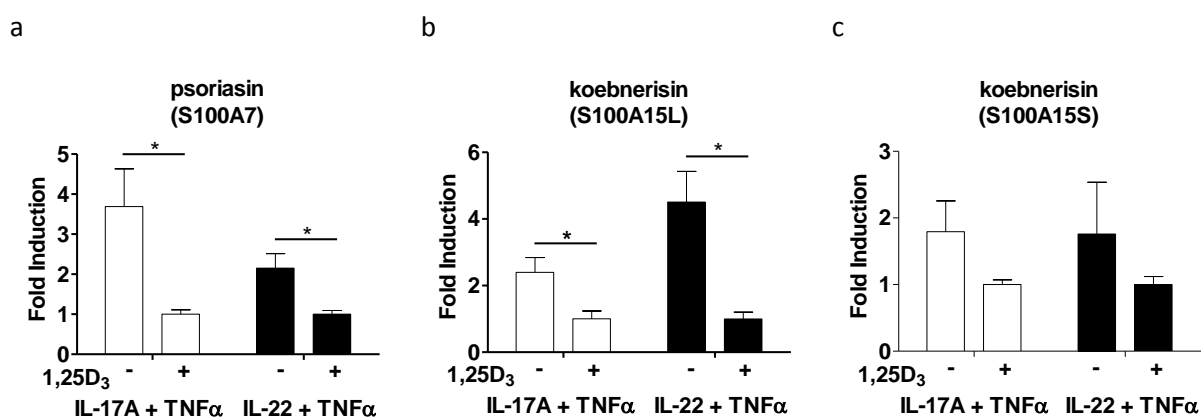 a
psoriasin
(S100A7)
Fold Induction
5
4
3
2
1
0
*
*
1,25D₃ - + - +
IL-17A + TNFα IL-22 + TNFα
b
koebnerisin
(S100A15L)
Fold Induction
6
4
2
0
*
*
1,25D₃ - + - +
IL-17A + TNFα IL-22 + TNFα
c
koebnerisin
(S100A15S)
Fold Induction
3
2
1
0
1,25D₃ - + - +
IL-17A + TNFα IL-22 + TNFα